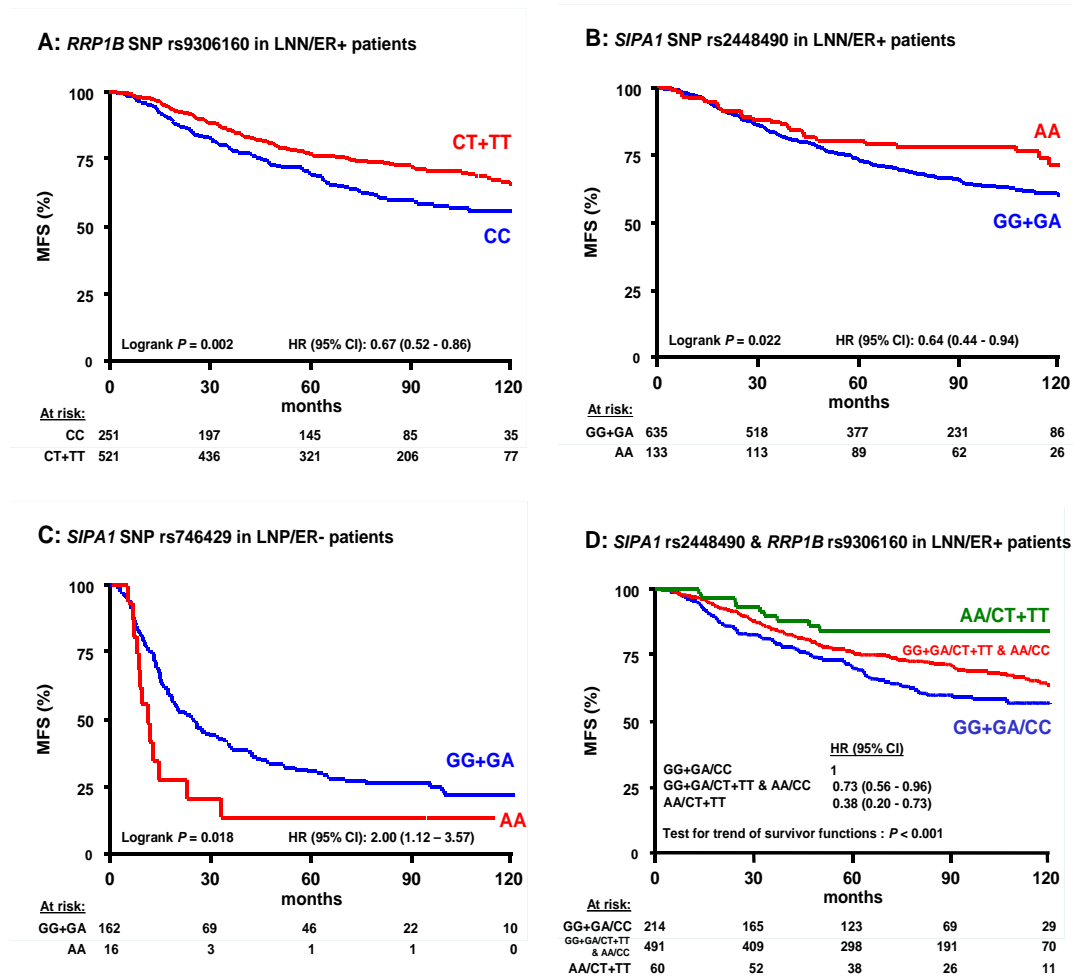 A: RRP1B SNP rs9306160 in LNN/ER+ patients
100
75
50
25
0
MFS (%)
CT+TT
CC
Logrank P = 0.002 HR (95% CI): 0.67 (0.52 - 0.86)
0 30 60 90 120
months
At risk:
CC 251 197 145 85 35
CT+TT 521 436 321 206 77
B: SIPA1 SNP rs2448490 in LNN/ER+ patients
100
75
50
25
0
MFS (%)
AA
GG+GA
Logrank P = 0.022 HR (95% CI): 0.64 (0.44 - 0.94)
0 30 60 90 120
months
At risk:
GG+GA 635 518 377 231 86
AA 133 113 89 62 26
C: SIPA1 SNP rs746429 in LNP/ER- patients
100
75
50
25
0
MFS (%)
GG+GA
AA
Logrank P = 0.018 HR (95% CI): 2.00 (1.12 – 3.57)
0 30 60 90 120
months
At risk:
GG+GA 162 69 46 22 10
AA 16 3 1 1 0
D: SIPA1 rs2448490 & RRP1B rs9306160 in LNN/ER+ patients
100
75
50
25
0
MFS (%)
AA/CT+TT
GG+GA/CT+TT & AA/CC
GG+GA/CC
HR (95% CI)
GG+GA/CC 1
GG+GA/CT+TT & AA/CC 0.73 (0.56 - 0.96)
AA/CT+TT 0.38 (0.20 - 0.73)
Test for trend of survivor functions : P < 0.001
0 30 60 90 120
months
At risk:
GG+GA/CC 214 165 123 69 29
GG+GA/CT+TT
& AA/CC 491 409 298 191 70
AA/CT+TT 60 52 38 26 11